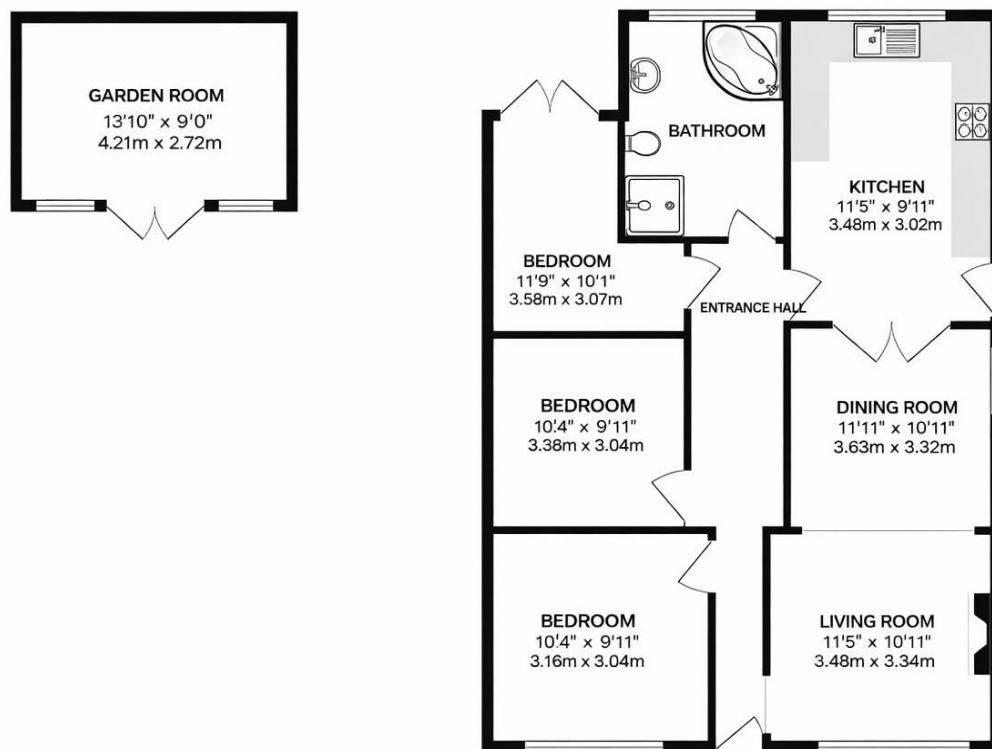 GARDEN ROOM
13'10" x 9'0"
4.21m x 2.72m
BATHROOM
KITCHEN
11'5" x 9'11"
3.48m x 3.02m
BEDROOM
11'9" x 10'1"
3.58m x 3.07m
ENTRANCE HALL
BEDROOM
10'.4" x 9'11"
3.38m x 3.04m
DINING ROOM
11'11" x 10'11"
3.63m x 3.32m
BEDROOM
10'.4" x 9'11"
3.16m x 3.04m
LIVING ROOM
11'5" x 10'11"
3.48m x 3.34m